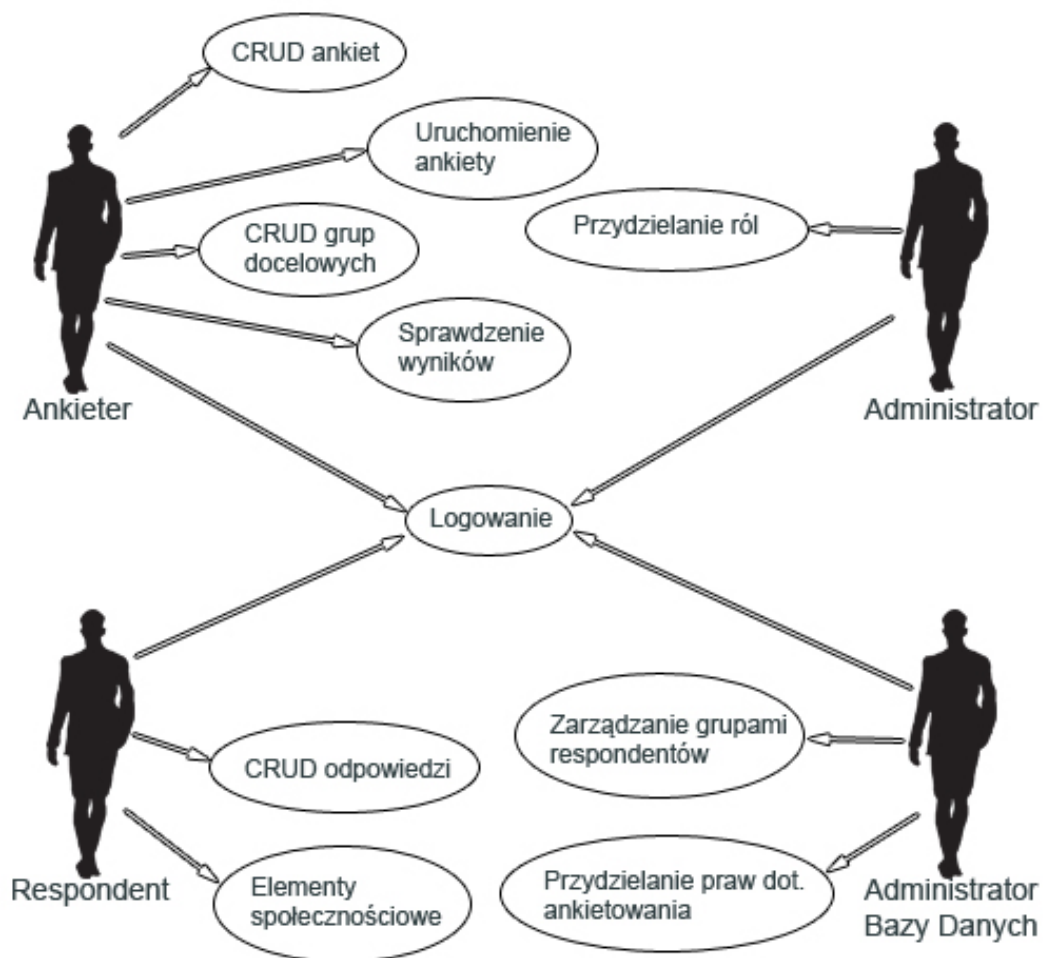 CRUD ankiet
Uruchomienie
ankiety
Przydzielanie ról
CRUD grup
docelowych
Sprawdzenie
wyników
Ankieter
Administrator
Logowanie
Zarządzanie grupami
respondentów
CRUD odpowiedzi
Respondent
Elementy
społecznościowe
Przydzielanie praw dot.
ankietowania
Administrator
Bazy Danych